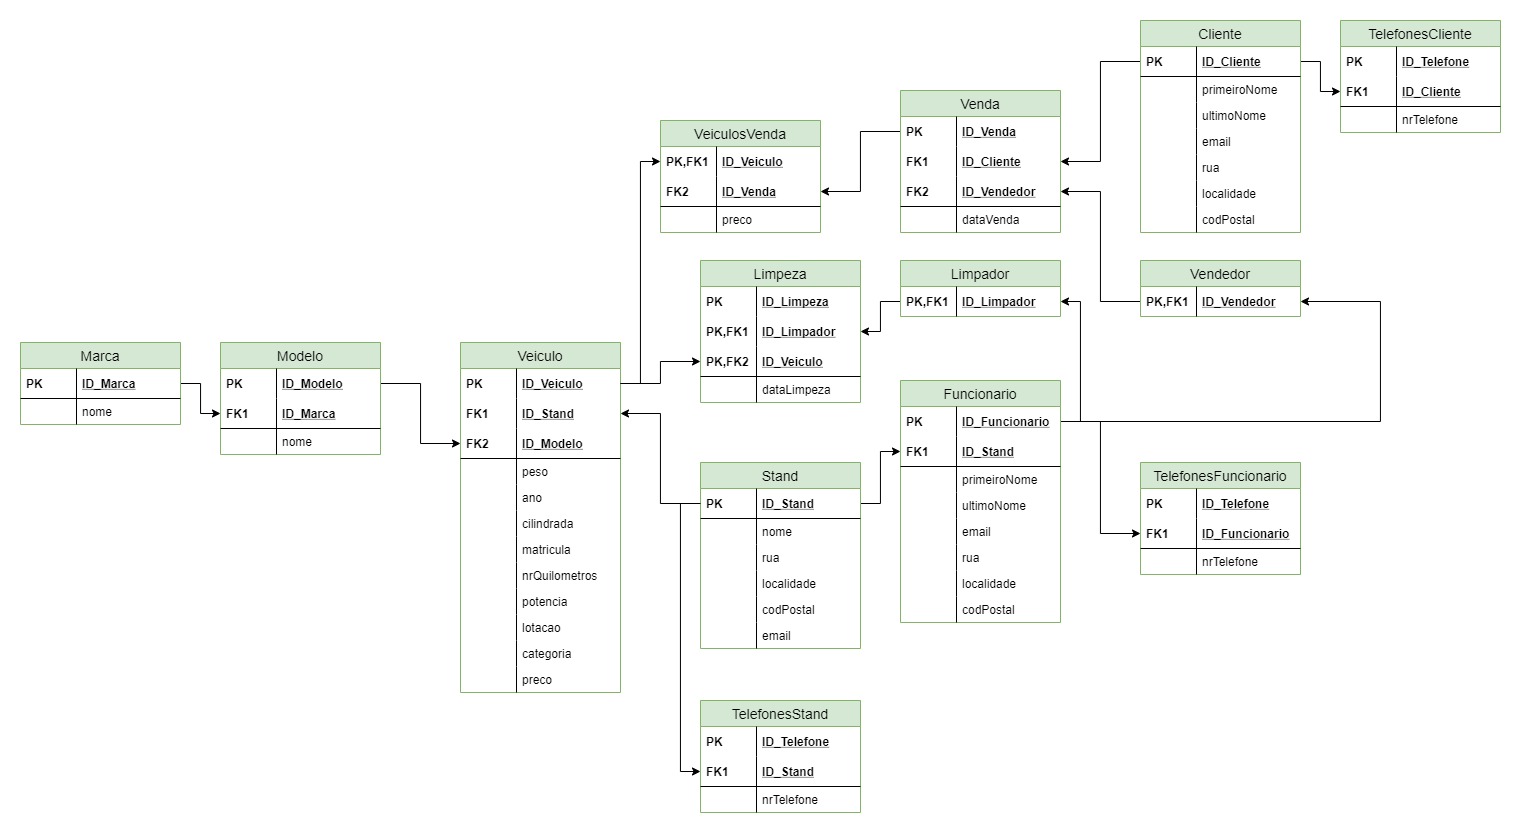 Cliente
PK ID_Cliente
primeiroNome
ultimoNome
email
rua
localidade
codPostal
TelefonesCliente
PK ID_Telefone
FK1 ID_Cliente
nrTelefone
Venda
PK ID_Venda
FK1 ID_Cliente
FK2 ID_Vendedor
dataVenda
VeiculosVenda
PK,FK1 ID_Veiculo
FK2 ID_Venda
preco
Limpeza
PK ID_Limpeza
PK,FK1 ID_Limpador
PK,FK2 ID_Veiculo
dataLimpeza
Limpador
PK,FK1 ID_Limpador
Vendedor
PK,FK1 ID_Vendedor
Marca
PK ID_Marca
nome
Modelo
PK ID_Modelo
FK1 ID_Marca
nome
Veiculo
PK ID_Veiculo
FK1 ID_Stand
FK2 ID_Modelo
peso
ano
cilindrada
matricula
nrQuilometros
potencia
lotacao
categoria
preco
Funcionario
PK ID_Funcionario
FK1 ID_Stand
primeiroNome
ultimoNome
email
rua
localidade
codPostal
Stand
PK ID_Stand
nome
rua
localidade
codPostal
email
TelefonesFuncionario
PK ID_Telefone
FK1 ID_Funcionario
nrTelefone
TelefonesStand
PK ID_Telefone
FK1 ID_Stand
nrTelefone